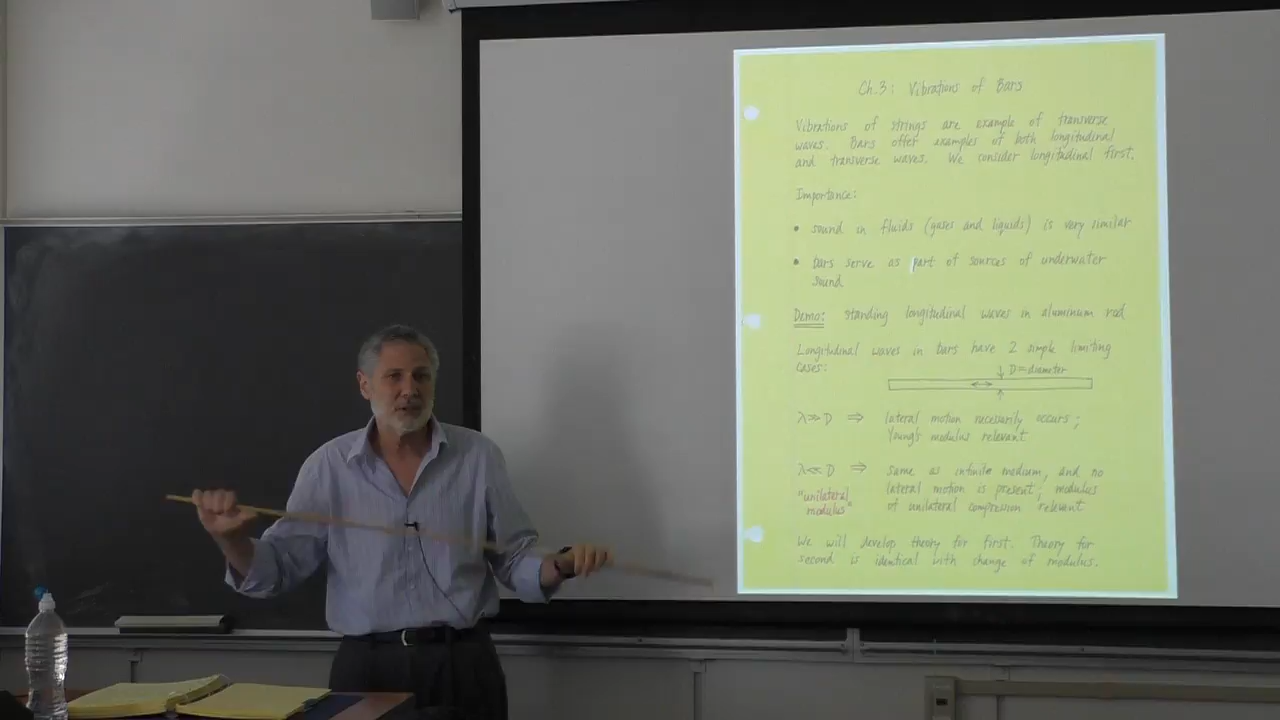 Ch.3: Vibrations of Bars
Vibrations of strings are example of transverse
waves. Bars offer examples of both longitudinal
and transverse waves. We consider longitudinal first.
Importance:
• sound in fluids (gases and liquids) is very similar
• bars serve as part of sources of underwater
sound
Demo: standing longitudinal waves in aluminum rod
Longitudinal waves in bars have 2 simple limiting
cases:
D=diameter
λ≫D ⇒ lateral motion necessarily occurs;
Young's modulus relevant
λ≪D ⇒ same as infinite medium, and no
"unilateral lateral motion is present; modulus
modulus" of unilateral compression relevant
We will develop theory for first. Theory for
second is identical with change of modulus.